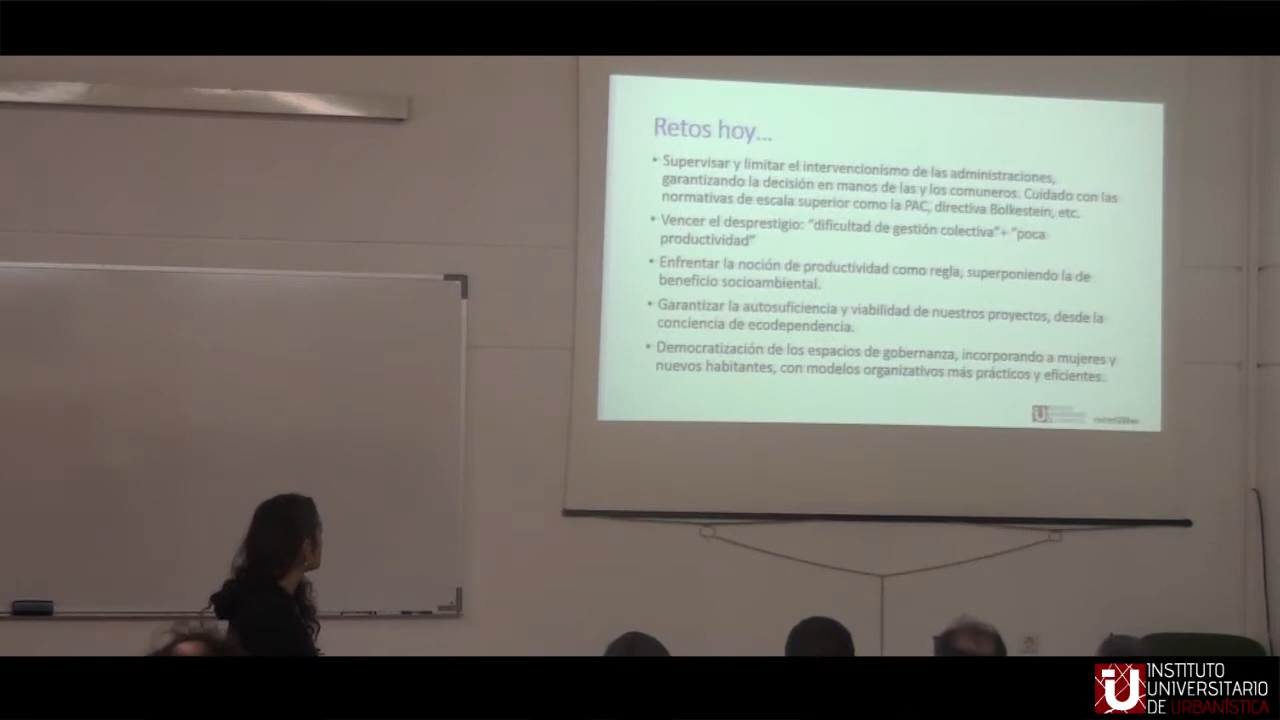 Retos hoy...
• Supervisar y limitar el intervencionismo de las administraciones,
garantizando la decisión en manos de las y los comuneros. Cuidado con las
normativas de escala superior como la PAC, directiva Bolkestein, etc.
• Vencer el desprestigio: "dificultad de gestión colectiva"+ "poca
productividad"
• Enfrentar la noción de productividad como regla, superponiendo la de
beneficio socioambiental.
• Garantizar la autosuficiencia y viabilidad de nuestros proyectos, desde la
conciencia de ecodependencia.
• Democratización de los espacios de gobernanza, incorporando a mujeres y
nuevos habitantes, con modelos organizativos más prácticos y eficientes.
INSTITUTO
UNIVERSITARIO
DE URBANÍSTICA